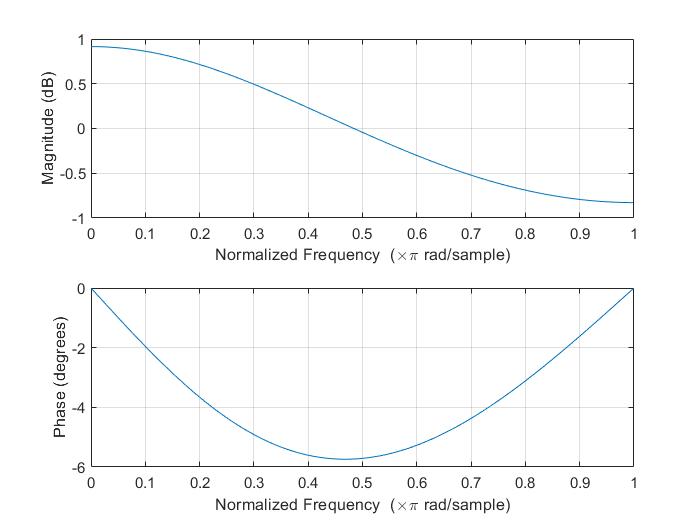 1
0.5
0
-0.5
-1
Magnitude (dB)
0 0.1 0.2 0.3 0.4 0.5 0.6 0.7 0.8 0.9 1
Normalized Frequency (×π rad/sample)
0
-2
-4
-6
Phase (degrees)
0 0.1 0.2 0.3 0.4 0.5 0.6 0.7 0.8 0.9 1
Normalized Frequency (×π rad/sample)